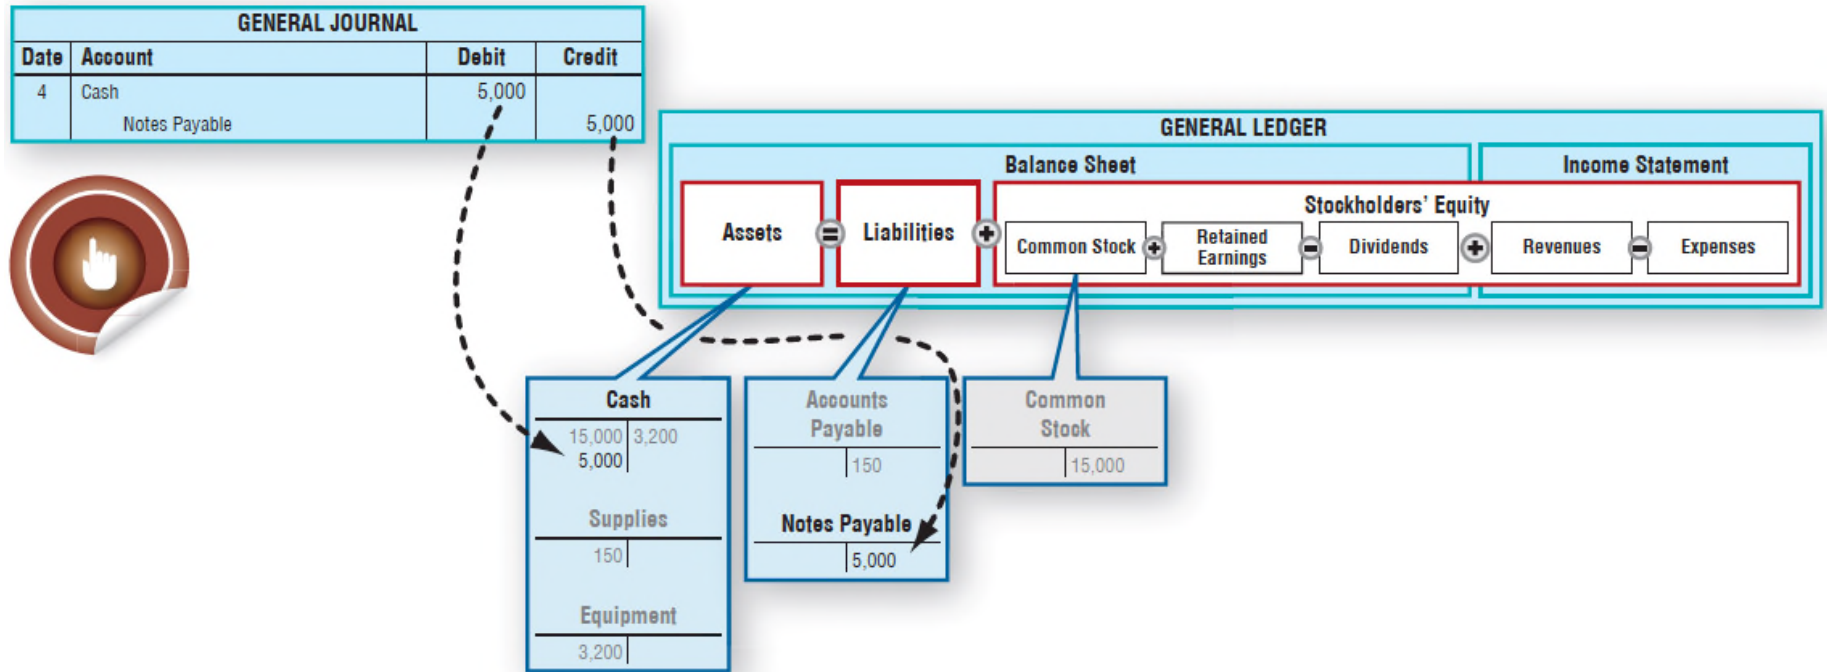 GENERAL JOURNAL
Date Account Debit Credit
4 Cash 5,000
Notes Payable 5,000
GENERAL LEDGER
Balance Sheet Income Statement
Stockholders' Equity
Assets = Liabilities + Common Stock + Retained Earnings − Dividends + Revenues − Expenses
Cash
15,000 3,200
5,000
Supplies
150
Equipment
3,200
Accounts
Payable
150
Notes Payable
5,000
Common
Stock
15,000